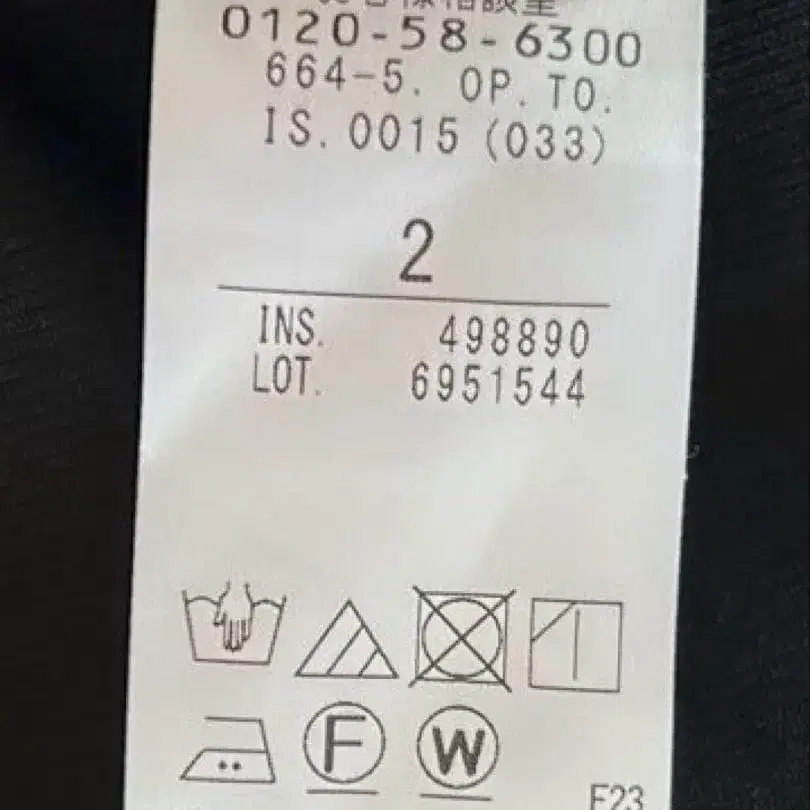 0120-58-6300
664-5. OP. TO.
IS. 0015 (033)
2
INS. 498890
LOT. 6951544
F W
F23